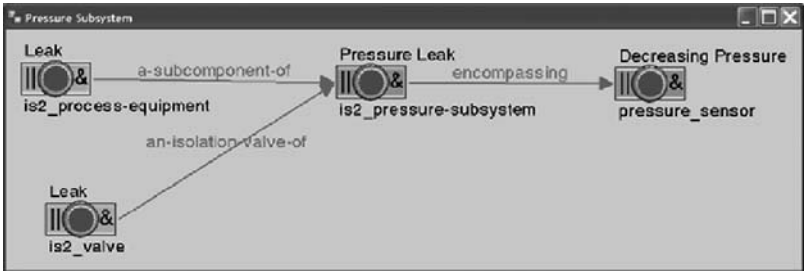 Pressure Subsystem
Leak
&
is2_process-equipment
a-subcomponent-of
Pressure Leak
&
is2_pressure-subsystem
encompassing
Decreasing Pressure
&
pressure_sensor
an-isolation-valve-of
Leak
&
is2_valve